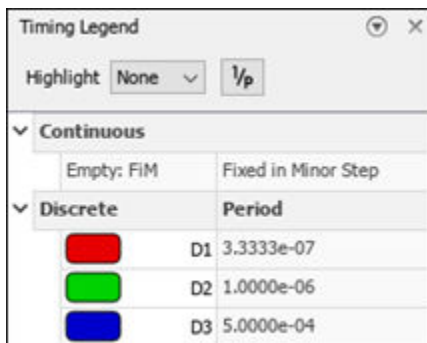 Timing Legend
Highlight None 1/p
Continuous
Empty: FiM Fixed in Minor Step
Discrete Period
D1 3.3333e-07
D2 1.0000e-06
D3 5.0000e-04